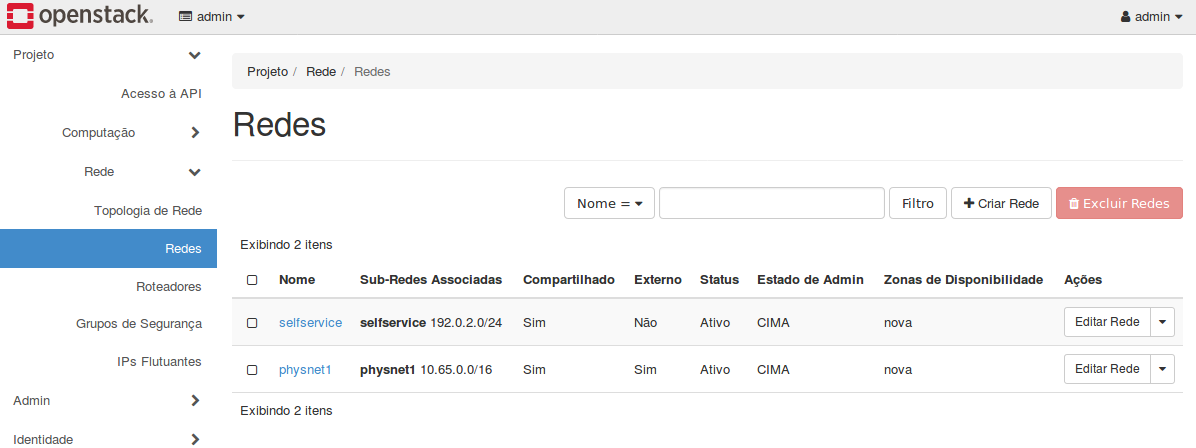 openstack. admin admin
Projeto
Acesso à API
Computação
Rede
Topologia de Rede
Redes
Roteadores
Grupos de Segurança
IPs Flutuantes
Admin
Identidade
Projeto / Rede / Redes
Redes
Nome = Filtro Criar Rede Excluir Redes
Exibindo 2 itens
Nome Sub-Redes Associadas Compartilhado Externo Status Estado de Admin Zonas de Disponibilidade Ações
selfservice selfservice 192.0.2.0/24 Sim Não Ativo CIMA nova Editar Rede
physnet1 physnet1 10.65.0.0/16 Sim Sim Ativo CIMA nova Editar Rede
Exibindo 2 itens